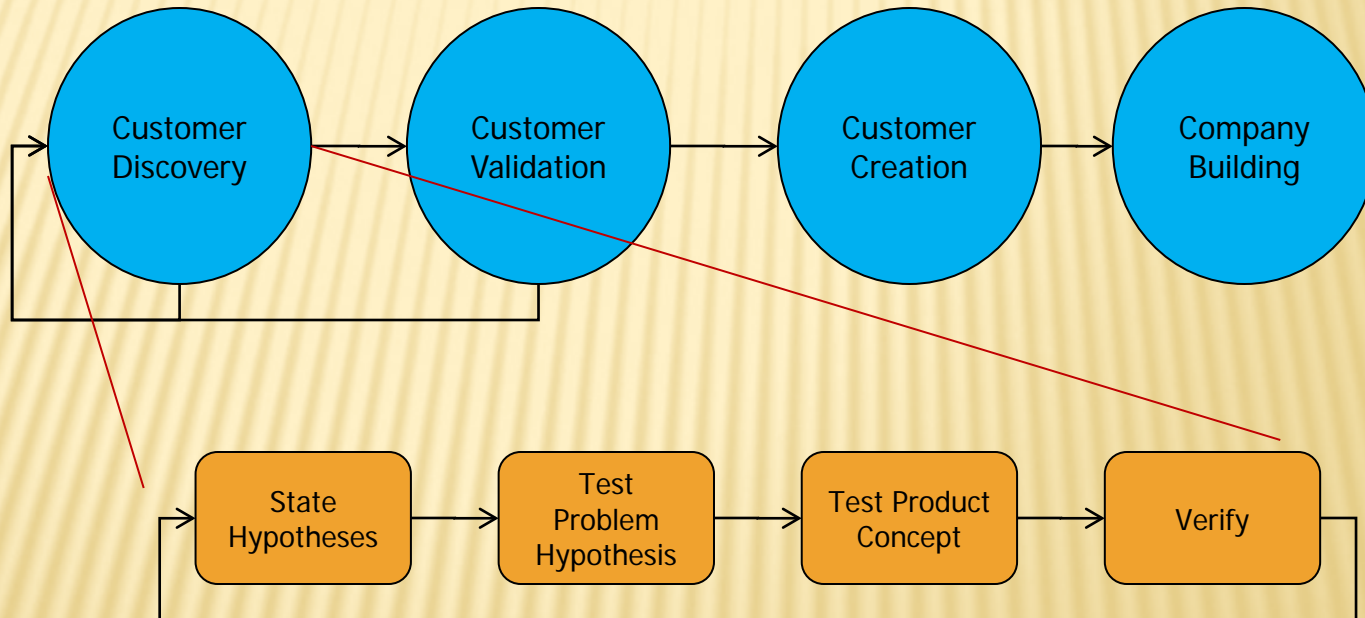 Customer
Discovery
Customer
Validation
Customer
Creation
Company
Building
State
Hypotheses
Test
Problem
Hypothesis
Test Product
Concept
Verify